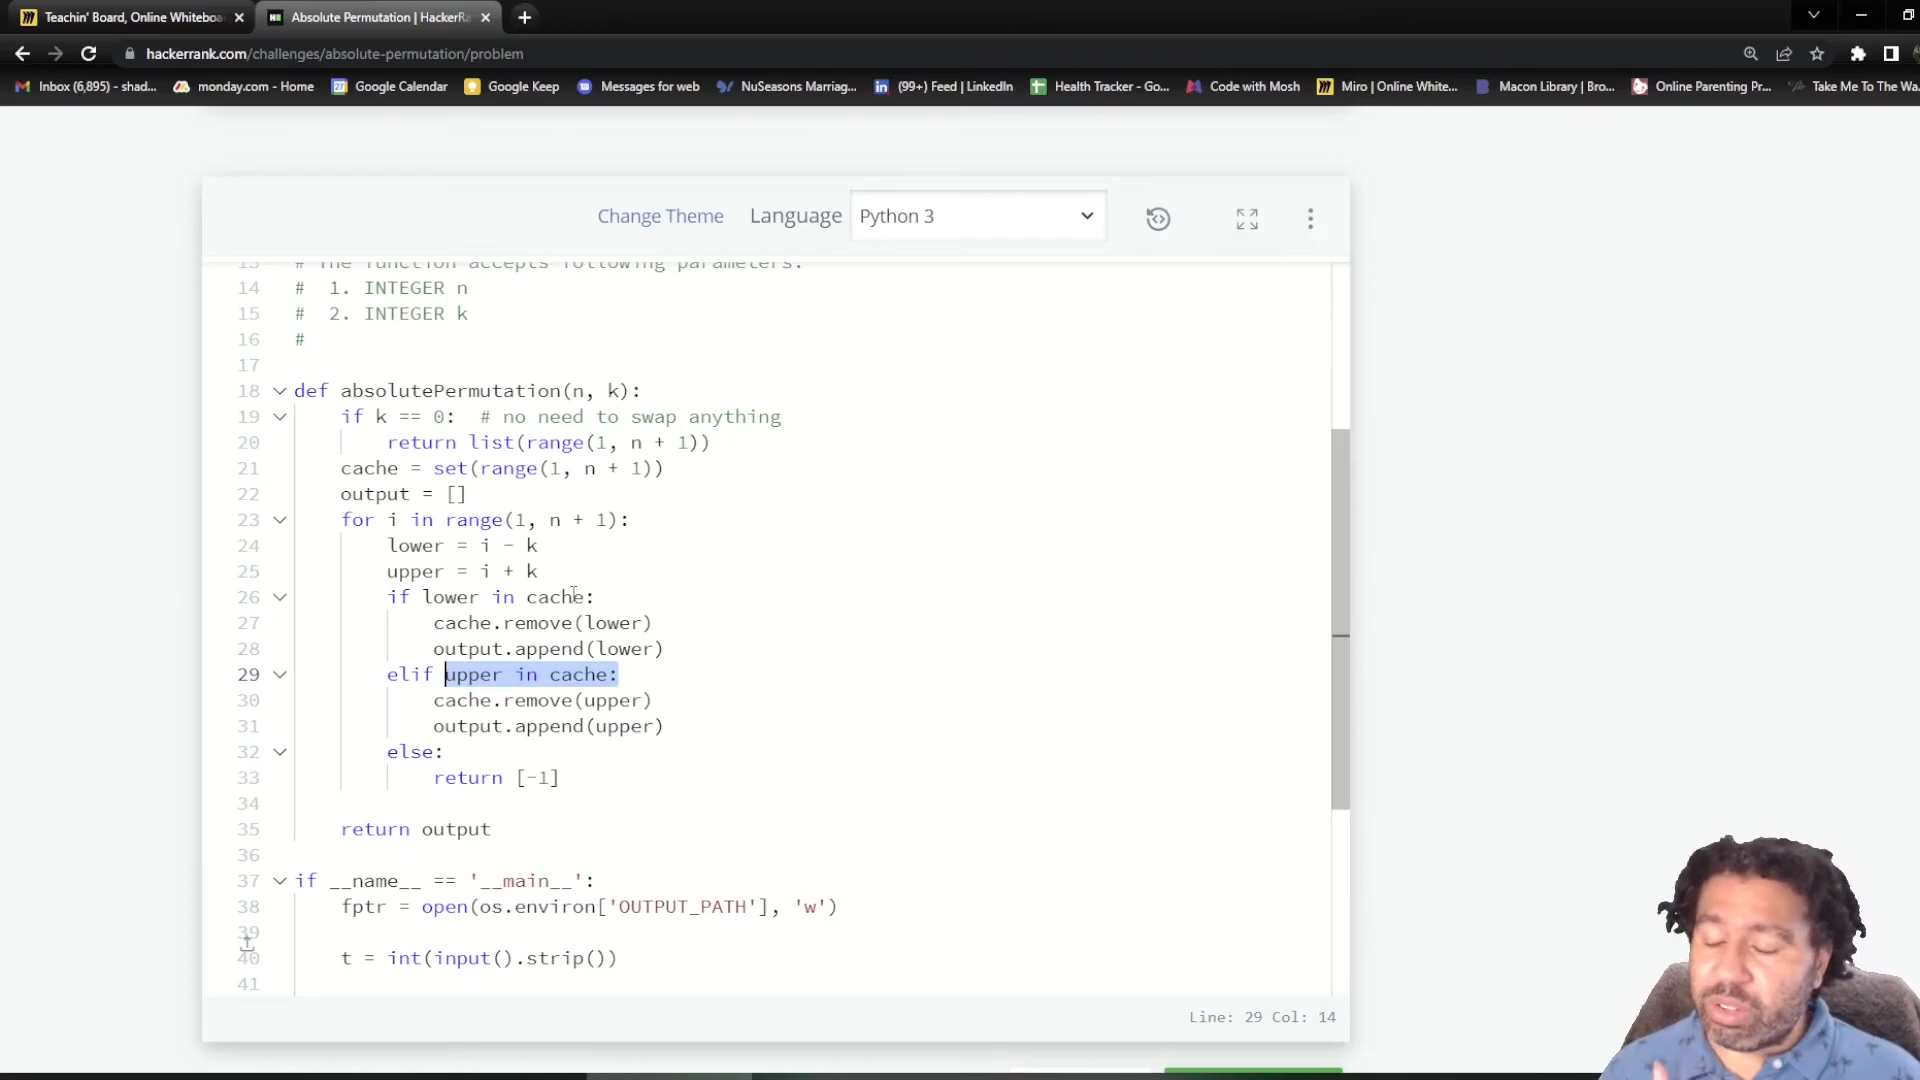 Teachin' Board, Online Whiteboa
Absolute Permutation | HackerRa
hackerrank.com/challenges/absolute-permutation/problem
Inbox (6,895) - shad...
monday.com - Home
Google Calendar
Google Keep
Messages for web
NuSeasons Marriag...
(99+) Feed | LinkedIn
Health Tracker - Go...
Code with Mosh
Miro | Online White...
Macon Library | Bro...
Online Parenting Pr...
Take Me To The Wa...
Change Theme
Language
Python 3
13 # The function accepts following parameters:
14 #  1. INTEGER n
15 #  2. INTEGER k
16 #
17
18 def absolutePermutation(n, k):
19     if k == 0:  # no need to swap anything
20         return list(range(1, n + 1))
21     cache = set(range(1, n + 1))
22     output = []
23     for i in range(1, n + 1):
24         lower = i - k
25         upper = i + k
26         if lower in cache:
27             cache.remove(lower)
28             output.append(lower)
29         elif upper in cache:
30             cache.remove(upper)
31             output.append(upper)
32         else:
33             return [-1]
34
35     return output
36
37 if __name__ == '__main__':
38     fptr = open(os.environ['OUTPUT_PATH'], 'w')
39
40     t = int(input().strip())
41
Line: 29 Col: 14